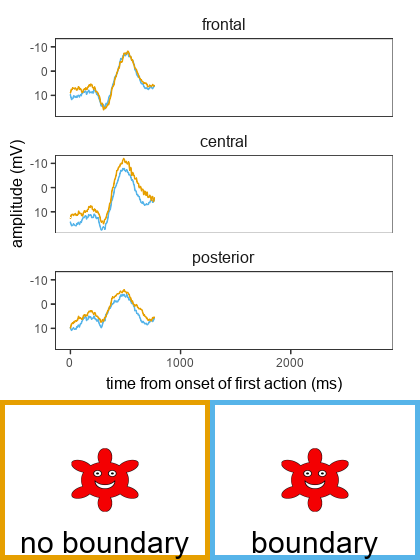 frontal
-10
0
10
central
-10
0
10
posterior
-10
0
10
0 1000 2000
time from onset of first action (ms)
amplitude (mV)
no boundary
boundary